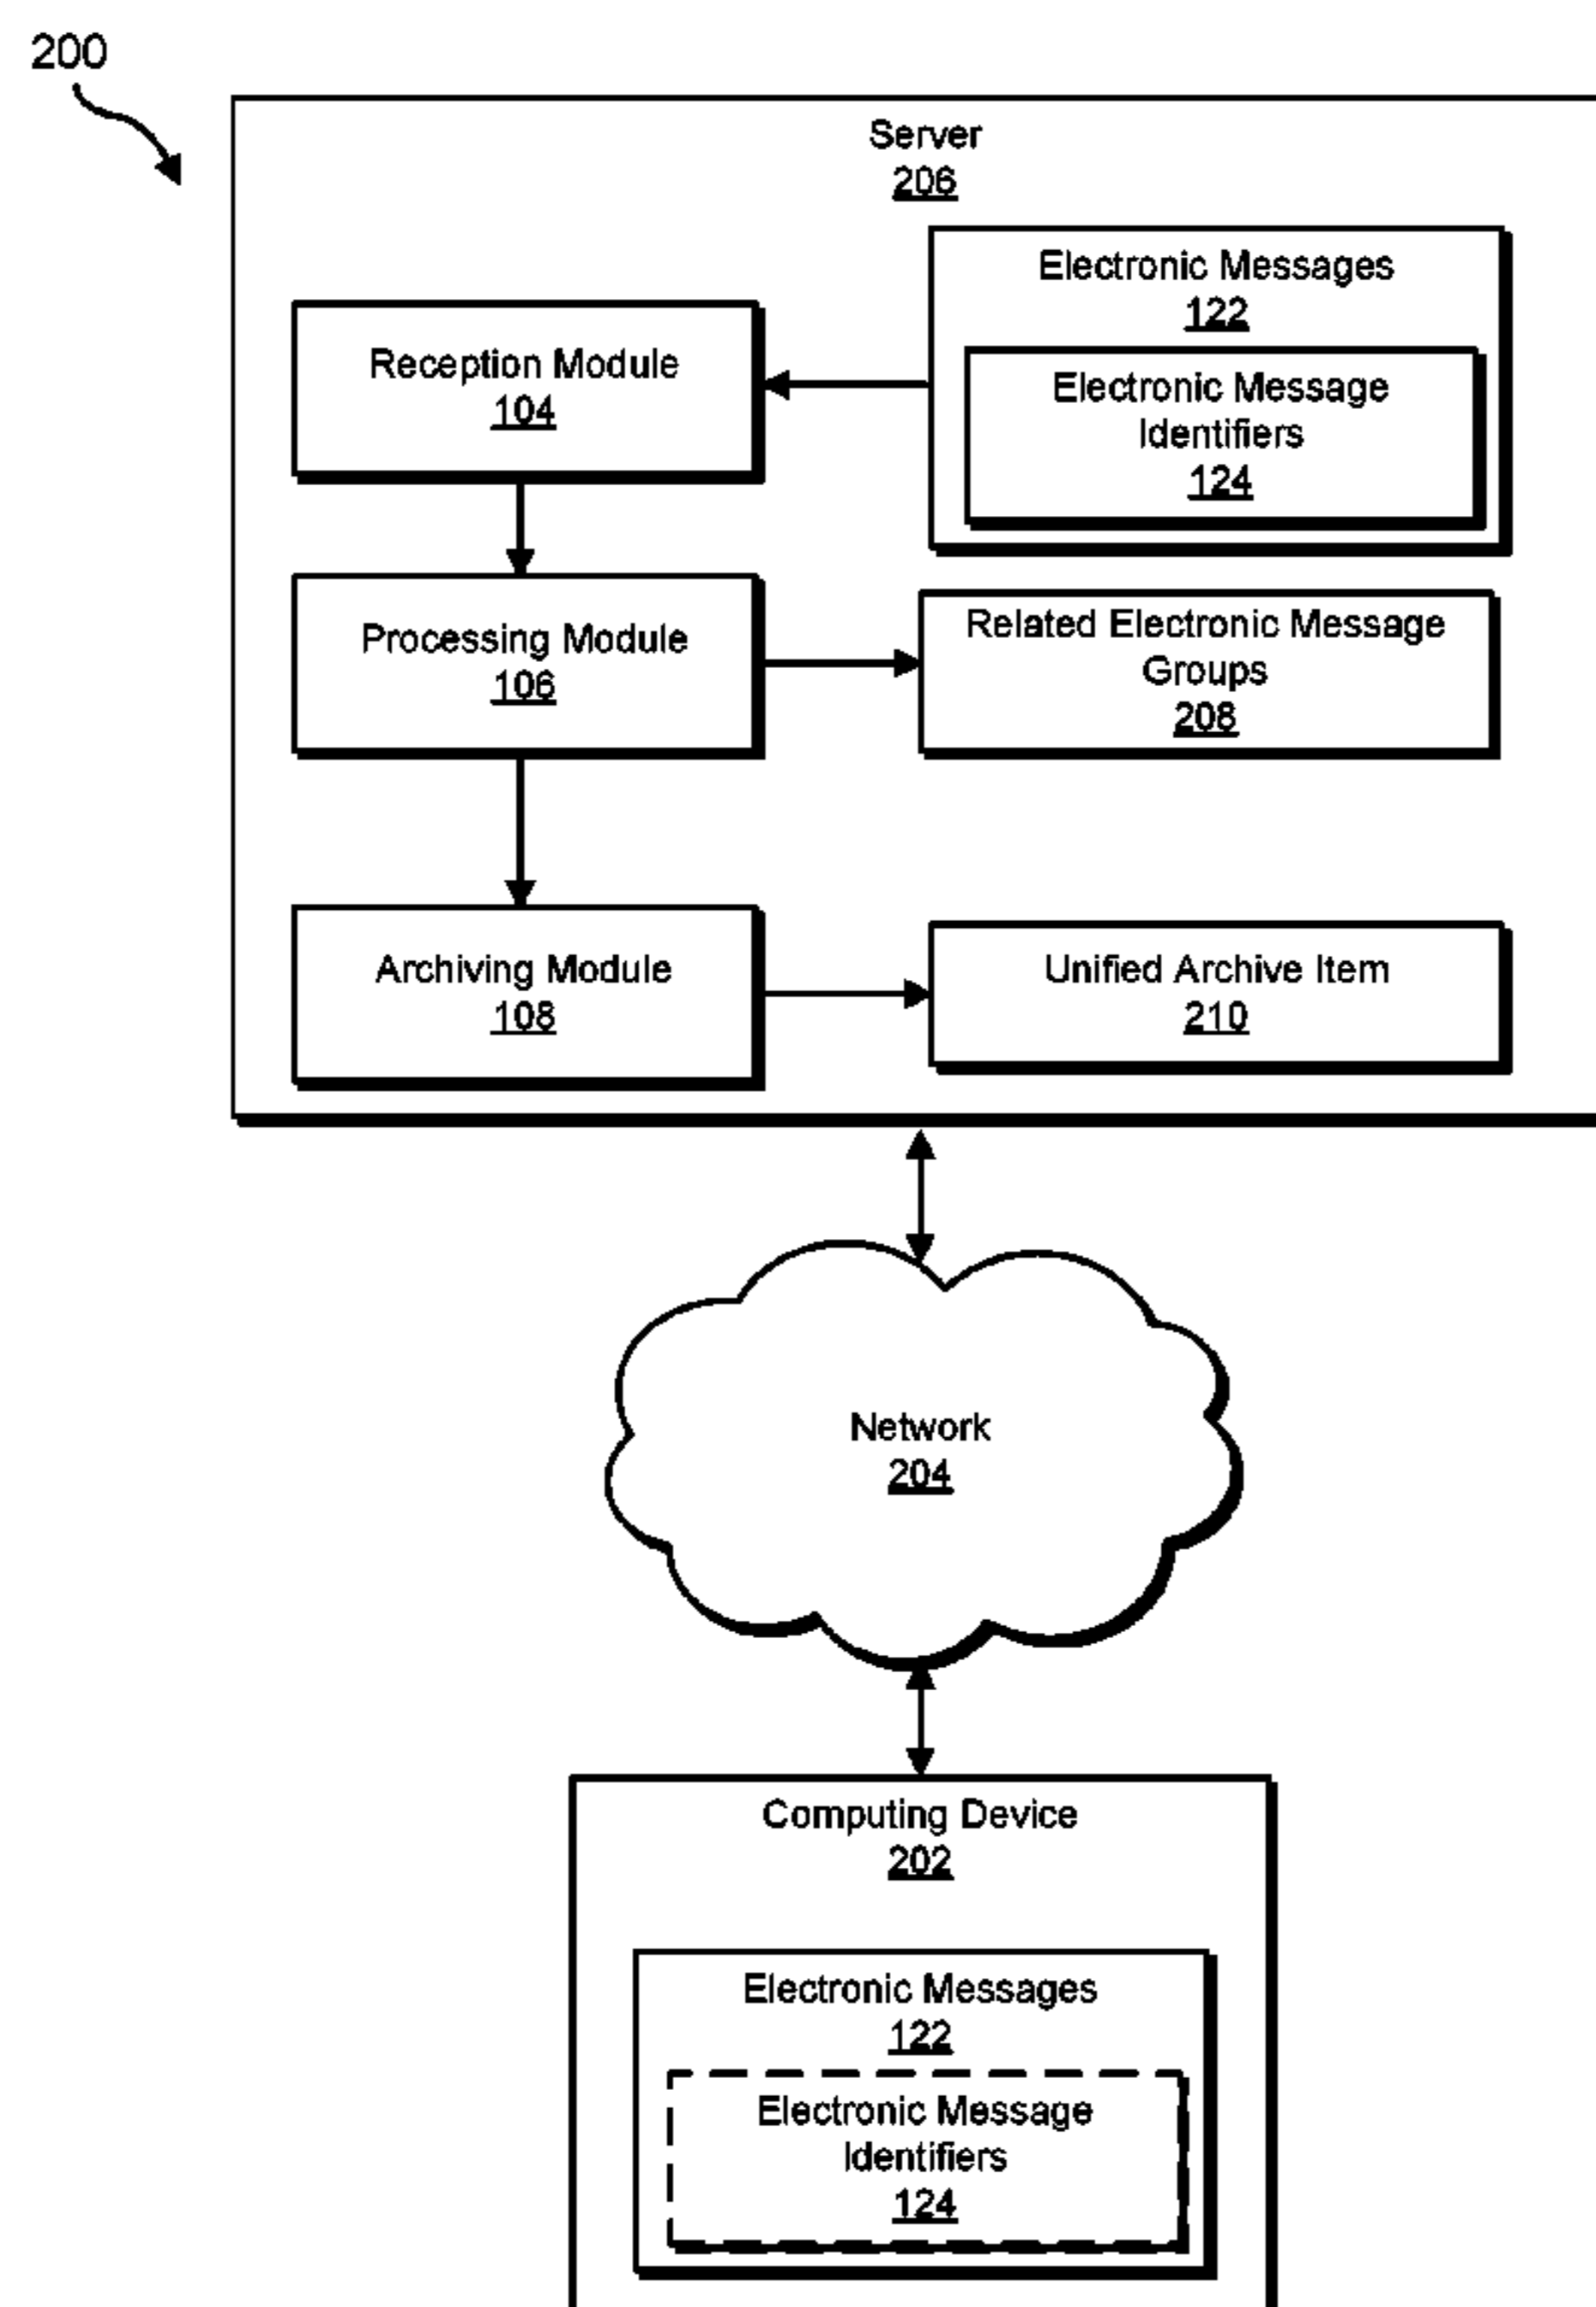 200
Server
206
Electronic Messages
122
Reception Module
104
Electronic Message
Identifiers
124
Processing Module
106
Related Electronic Message
Groups
208
Archiving Module
108
Unified Archive Item
210
Network
204
Computing Device
202
Electronic Messages
122
Electronic Message
Identifiers
124